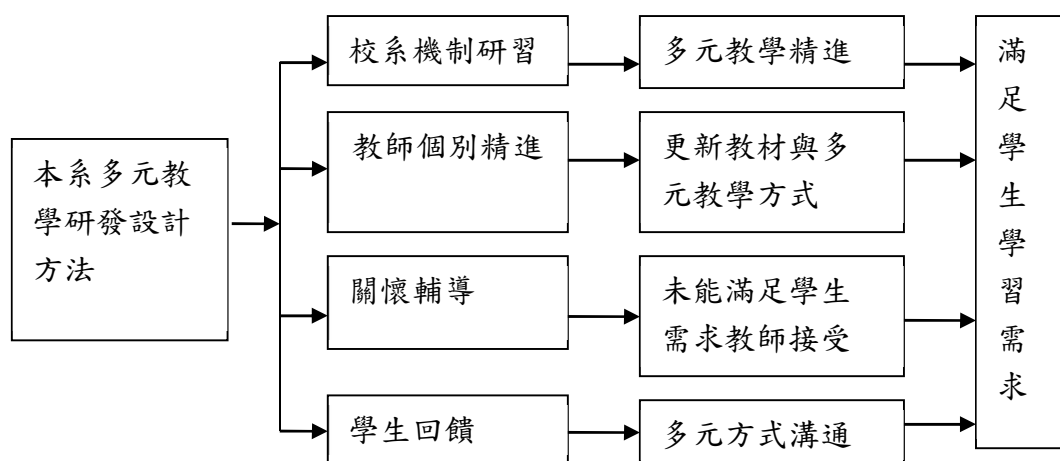 本系多元教
學研發設計
方法
校系機制研習
多元教學精進
教師個別精進
更新教材與多
元教學方式
關懷輔導
未能滿足學生
需求教師接受
學生回饋
多元方式溝通
滿足學生學習需求